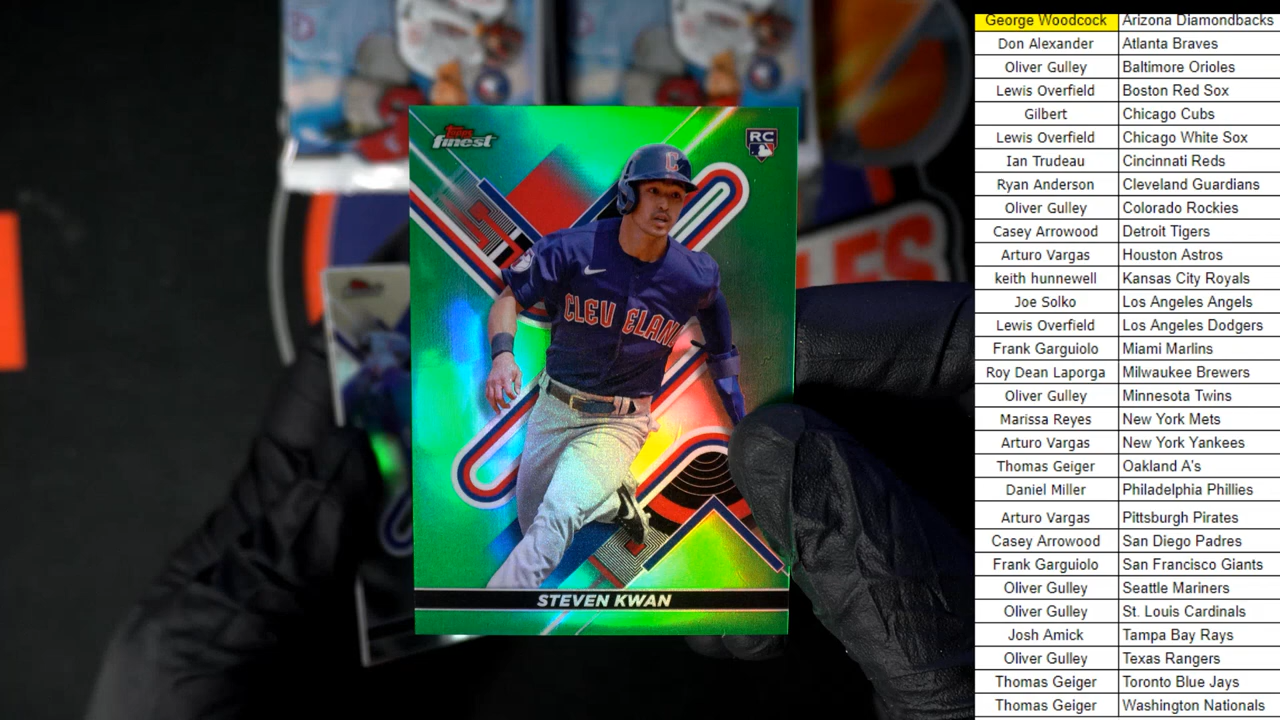 Topps
finest
RC
C
CLEVELAND
STEVEN KWAN
LES
George Woodcock Arizona Diamondbacks
Don Alexander Atlanta Braves
Oliver Gulley Baltimore Orioles
Lewis Overfield Boston Red Sox
Gilbert Chicago Cubs
Lewis Overfield Chicago White Sox
Ian Trudeau Cincinnati Reds
Ryan Anderson Cleveland Guardians
Oliver Gulley Colorado Rockies
Casey Arrowood Detroit Tigers
Arturo Vargas Houston Astros
keith hunnewell Kansas City Royals
Joe Solko Los Angeles Angels
Lewis Overfield Los Angeles Dodgers
Frank Garguiolo Miami Marlins
Roy Dean Laporga Milwaukee Brewers
Oliver Gulley Minnesota Twins
Marissa Reyes New York Mets
Arturo Vargas New York Yankees
Thomas Geiger Oakland A's
Daniel Miller Philadelphia Phillies
Arturo Vargas Pittsburgh Pirates
Casey Arrowood San Diego Padres
Frank Garguiolo San Francisco Giants
Oliver Gulley Seattle Mariners
Oliver Gulley St. Louis Cardinals
Josh Amick Tampa Bay Rays
Oliver Gulley Texas Rangers
Thomas Geiger Toronto Blue Jays
Thomas Geiger Washington Nationals